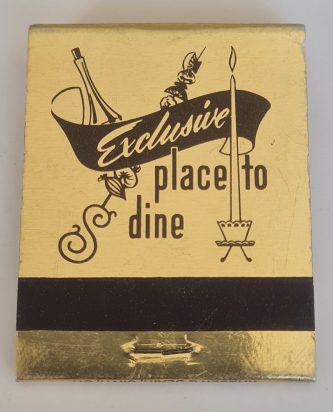 Exclusive
place to
dine